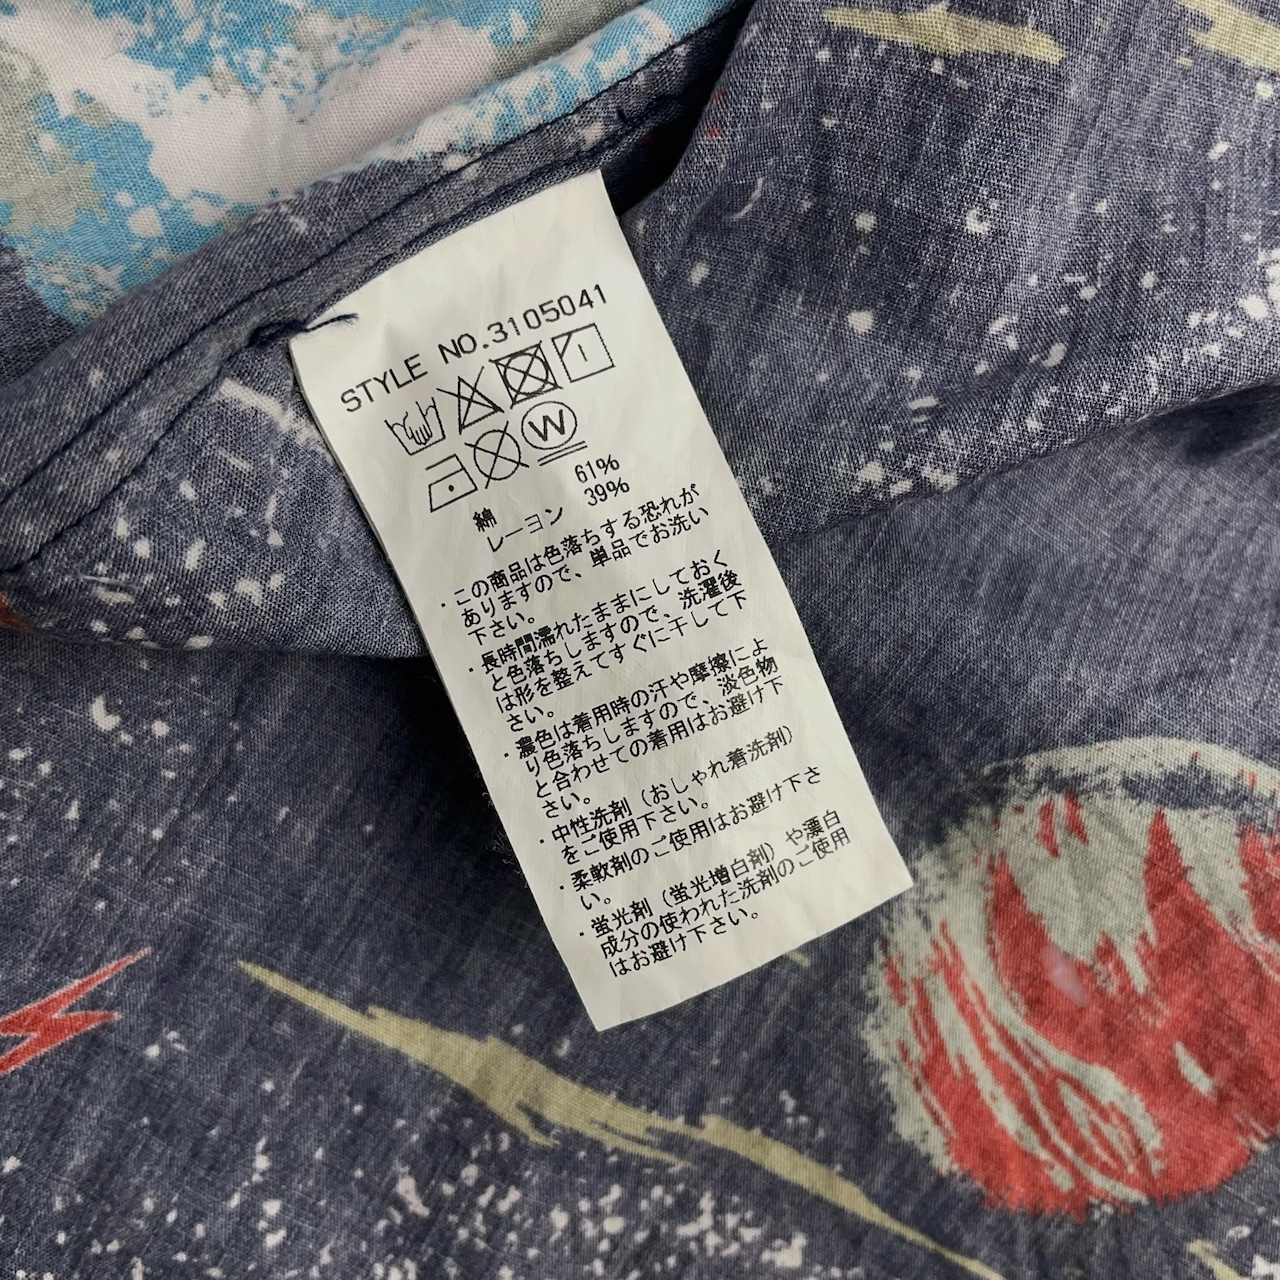 STYLE NO.3105041
W
綿 61%
レーヨン 39%
・この商品は色落ちする恐れが
ありますので、単品でお洗い
下さい。
・長時間濡れたままにしておく
と色落ちしますので、洗濯後
は形を整えてすぐに干して下
さい。
・濃色は着用時の汗や摩擦によ
り色落ちしますので、淡色物
と合わせての着用はお避け下
さい。
・中性洗剤（おしゃれ着洗剤）
をご使用下さい。
・柔軟剤のご使用はお避け下さ
い。
・蛍光剤（蛍光増白剤）や漂白
成分の使われた洗剤のご使用
はお避け下さい。